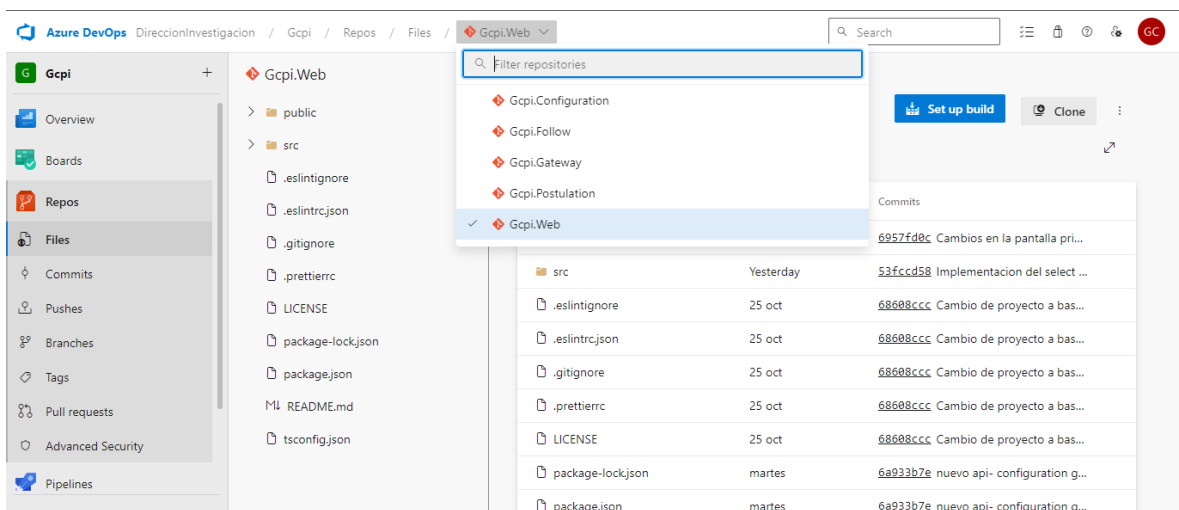 Azure DevOps DireccionInvestigacion / Gcpi / Repos / Files / Gcpi.Web
Search
GC
G Gcpi +
Overview
Boards
Repos
Files
Commits
Pushes
Branches
Tags
Pull requests
Advanced Security
Pipelines
Gcpi.Web
public
src
.eslintignore
.eslintrc.json
.gitignore
.prettierrc
LICENSE
package-lock.json
package.json
M↓ README.md
tsconfig.json
Filter repositories
Gcpi.Configuration
Gcpi.Follow
Gcpi.Gateway
Gcpi.Postulation
Gcpi.Web
Set up build
Clone
Commits
6957fd0c Cambios en la pantalla pri...
src Yesterday 53fccd58 Implementacion del select ...
.eslintignore 25 oct 68608ccc Cambio de proyecto a bas...
.eslintrc.json 25 oct 68608ccc Cambio de proyecto a bas...
.gitignore 25 oct 68608ccc Cambio de proyecto a bas...
.prettierrc 25 oct 68608ccc Cambio de proyecto a bas...
LICENSE 25 oct 68608ccc Cambio de proyecto a bas...
package-lock.json martes 6a933b7e nuevo api- configuration g...
package.json martes 6a933b7e nuevo api- configuration g...